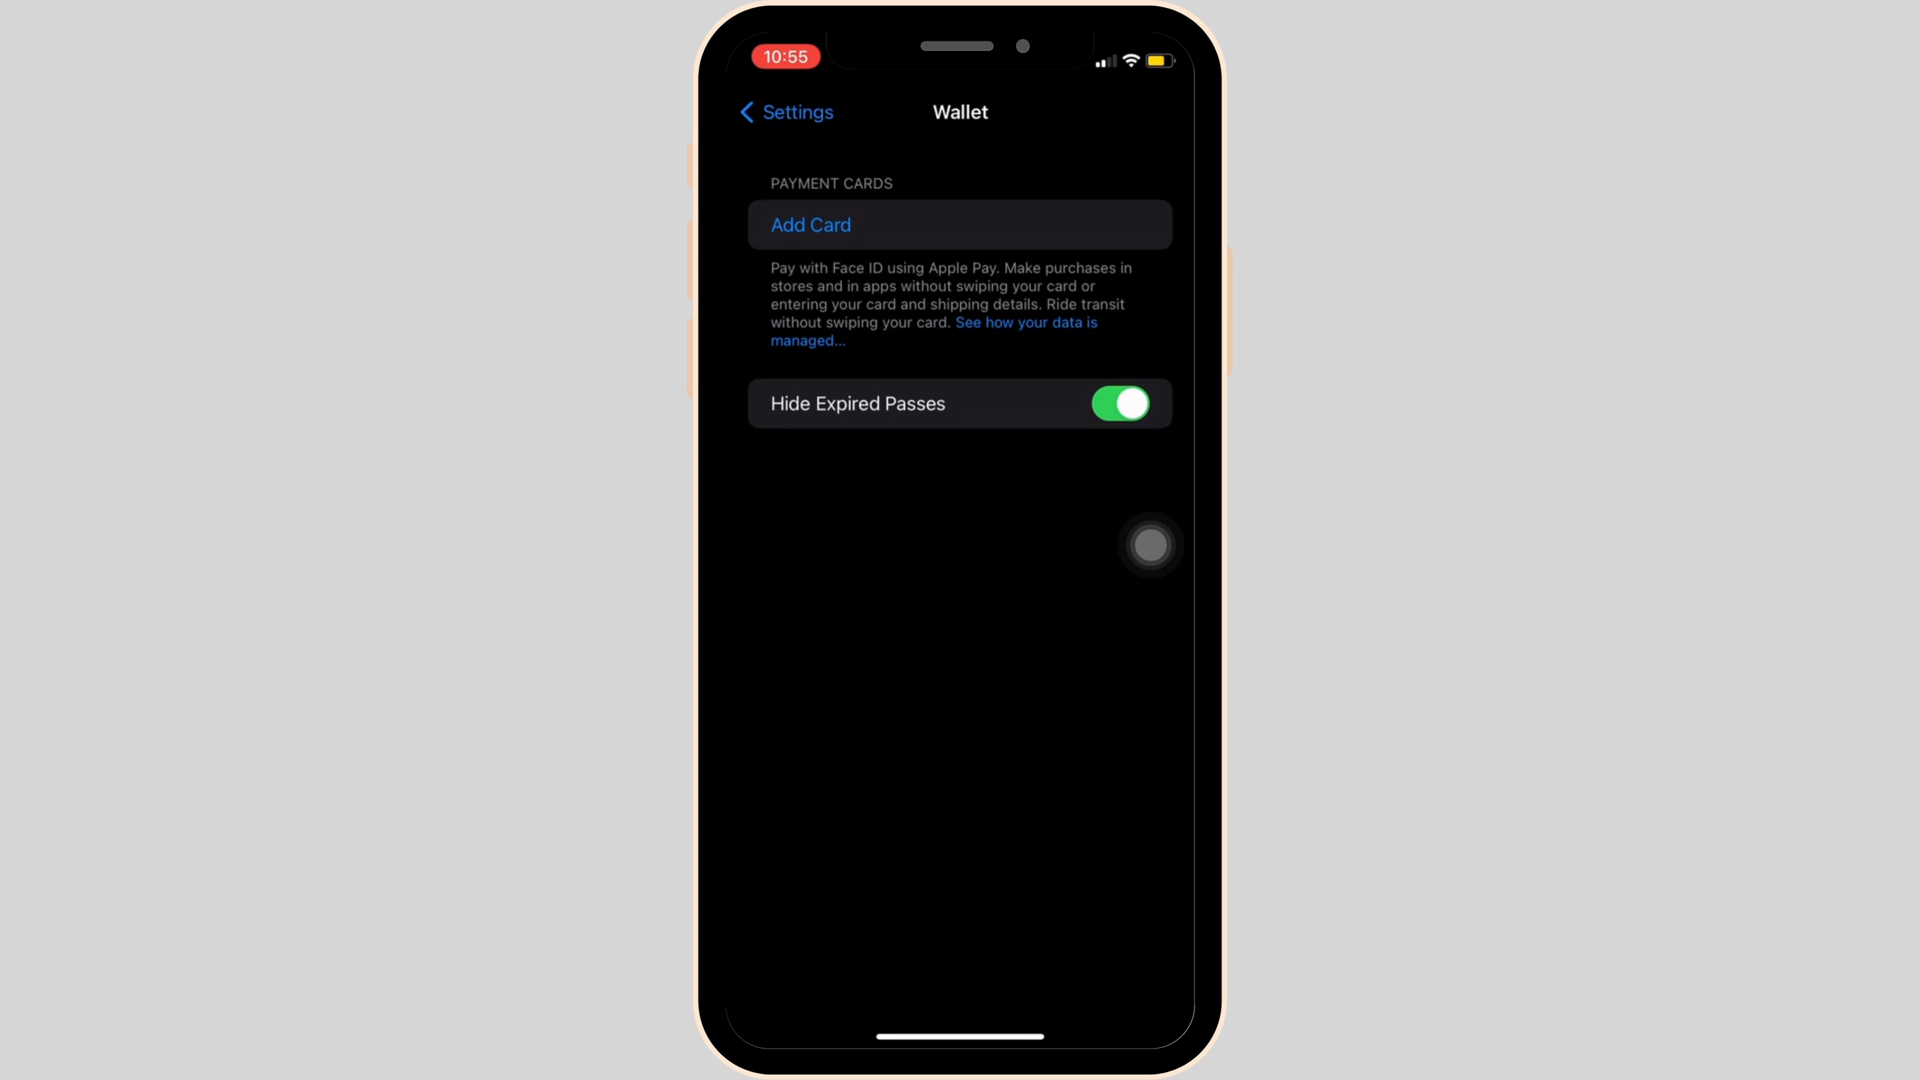 10:55
Settings
Wallet
PAYMENT CARDS
Add Card
Pay with Face ID using Apple Pay. Make purchases in
stores and in apps without swiping your card or
entering your card and shipping details. Ride transit
without swiping your card. See how your data is
managed...
Hide Expired Passes